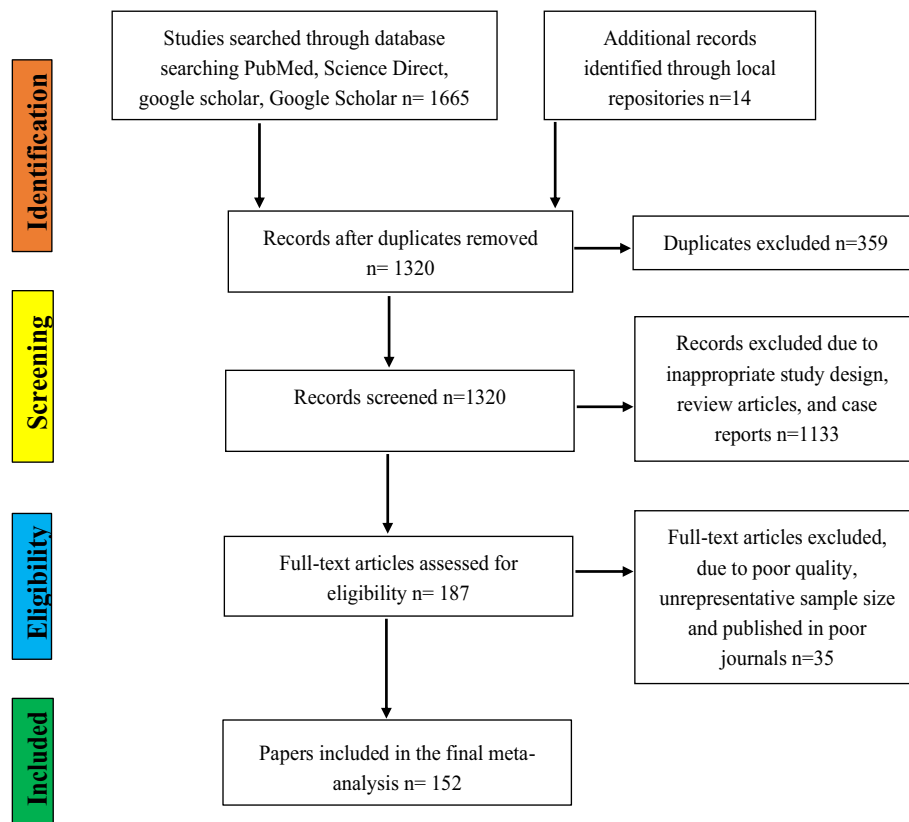 Identification
Studies searched through database
searching PubMed, Science Direct,
google scholar, Google Scholar n= 1665
Additional records
identified through local
repositories n=14
Records after duplicates removed
n= 1320
Duplicates excluded n=359
Screening
Records screened n=1320
Records excluded due to
inappropriate study design,
review articles, and case
reports n=1133
Eligibility
Full-text articles assessed for
eligibility n= 187
Full-text articles excluded,
due to poor quality,
unrepresentative sample size
and published in poor
journals n=35
Included
Papers included in the final meta-
analysis n= 152